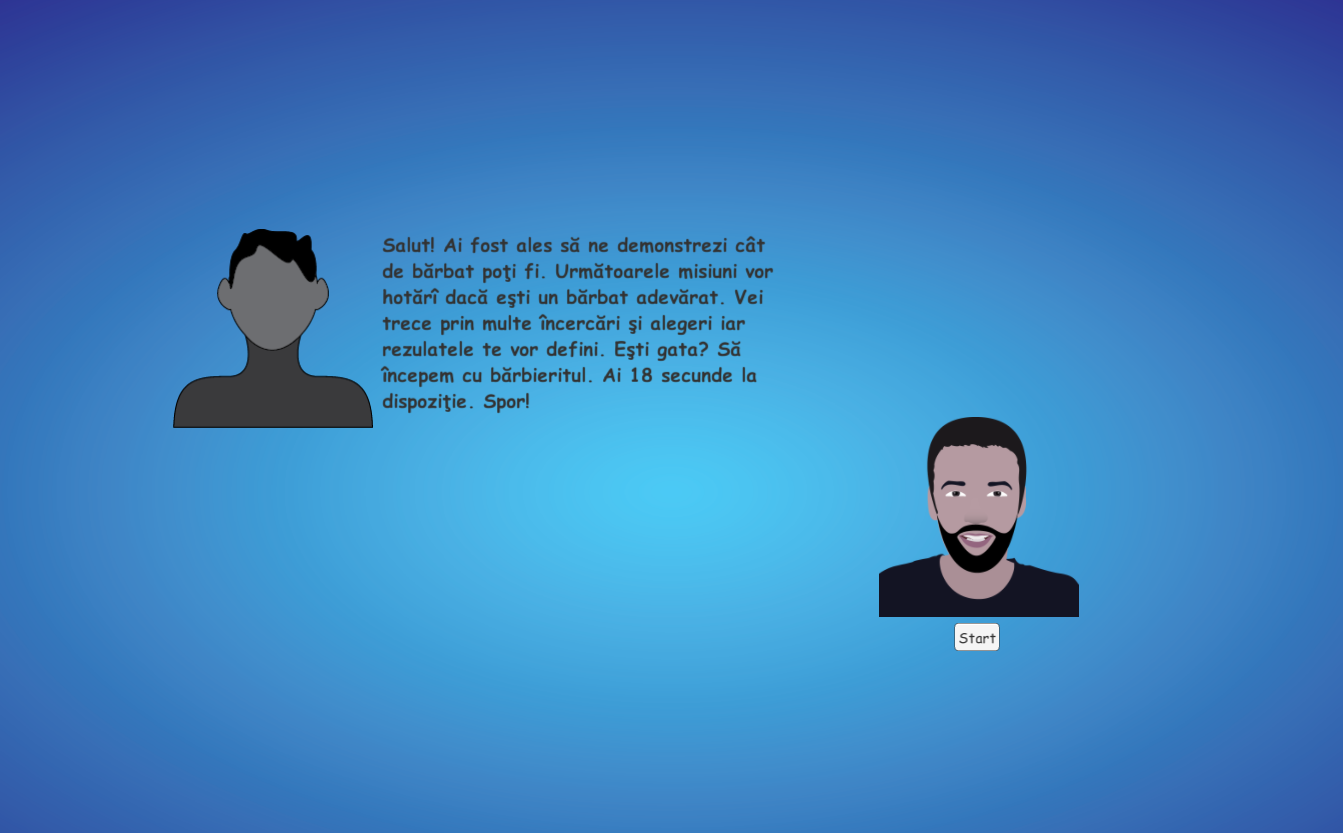 Salut! Ai fost ales să ne demonstrezi cât
de bărbat poţi fi. Următoarele misiuni vor
hotărî dacă eşti un bărbat adevărat. Vei
trece prin multe încercări şi alegeri iar
rezulatele te vor defini. Eşti gata? Să
începem cu bărbieritul. Ai 18 secunde la
dispoziţie. Spor!
Start